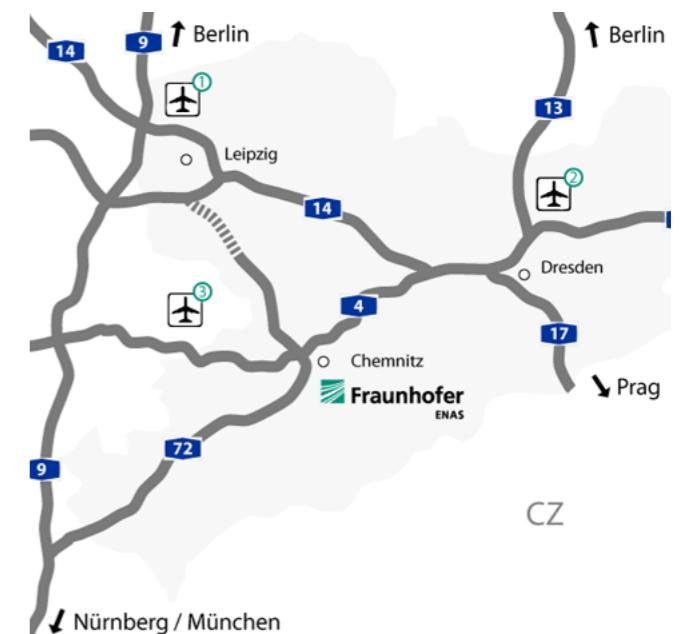 9
Berlin
Berlin
14
1
13
Leipzig
2
14
Dresden
3
4
17
Chemnitz
Prag
Fraunhofer
ENAS
72
9
CZ
Nürnberg / München